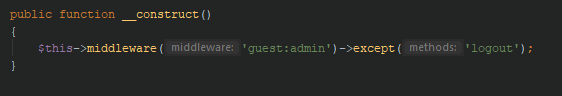 public function __construct()
{
$this->middleware( middleware: 'guest:admin')->except( methods: 'logout');
}